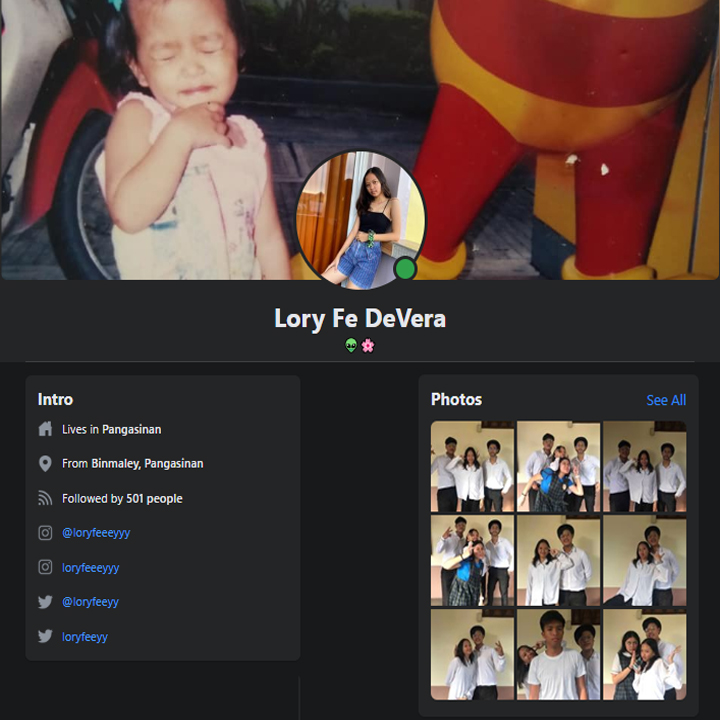 Lory Fe DeVera
👽🌸
Intro
Lives in Pangasinan
From Binmaley, Pangasinan
Followed by 501 people
@loryfeeeyyy
loryfeeeyyy
@loryfeeyy
loryfeeyy
Photos
See All